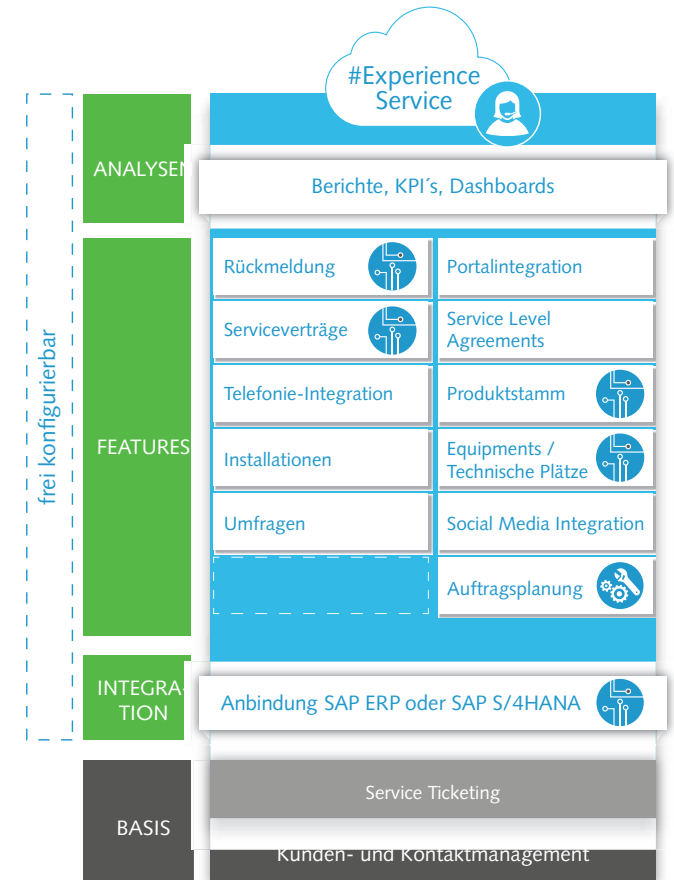 #Experience
Service
frei konfigurierbar
ANALYSEN
Berichte, KPI´s, Dashboards
FEATURES
Rückmeldung
Portalintegration
Serviceverträge
Service Level
Agreements
Telefonie-Integration
Produktstamm
Installationen
Equipments /
Technische Plätze
Umfragen
Social Media Integration
Auftragsplanung
INTEGRA-
TION
Anbindung SAP ERP oder SAP S/4HANA
BASIS
Service Ticketing
Kunden- und Kontaktmanagement